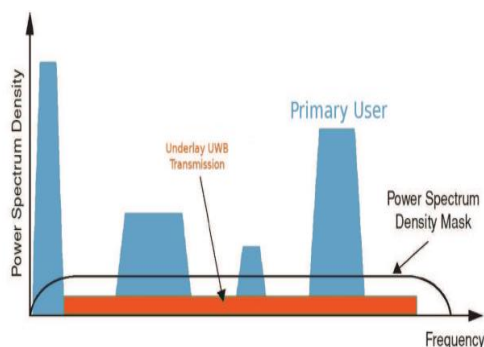 Power Spectrum Density
Primary User
Underlay UWB
Transmission
Power Spectrum
Density Mask
Frequency